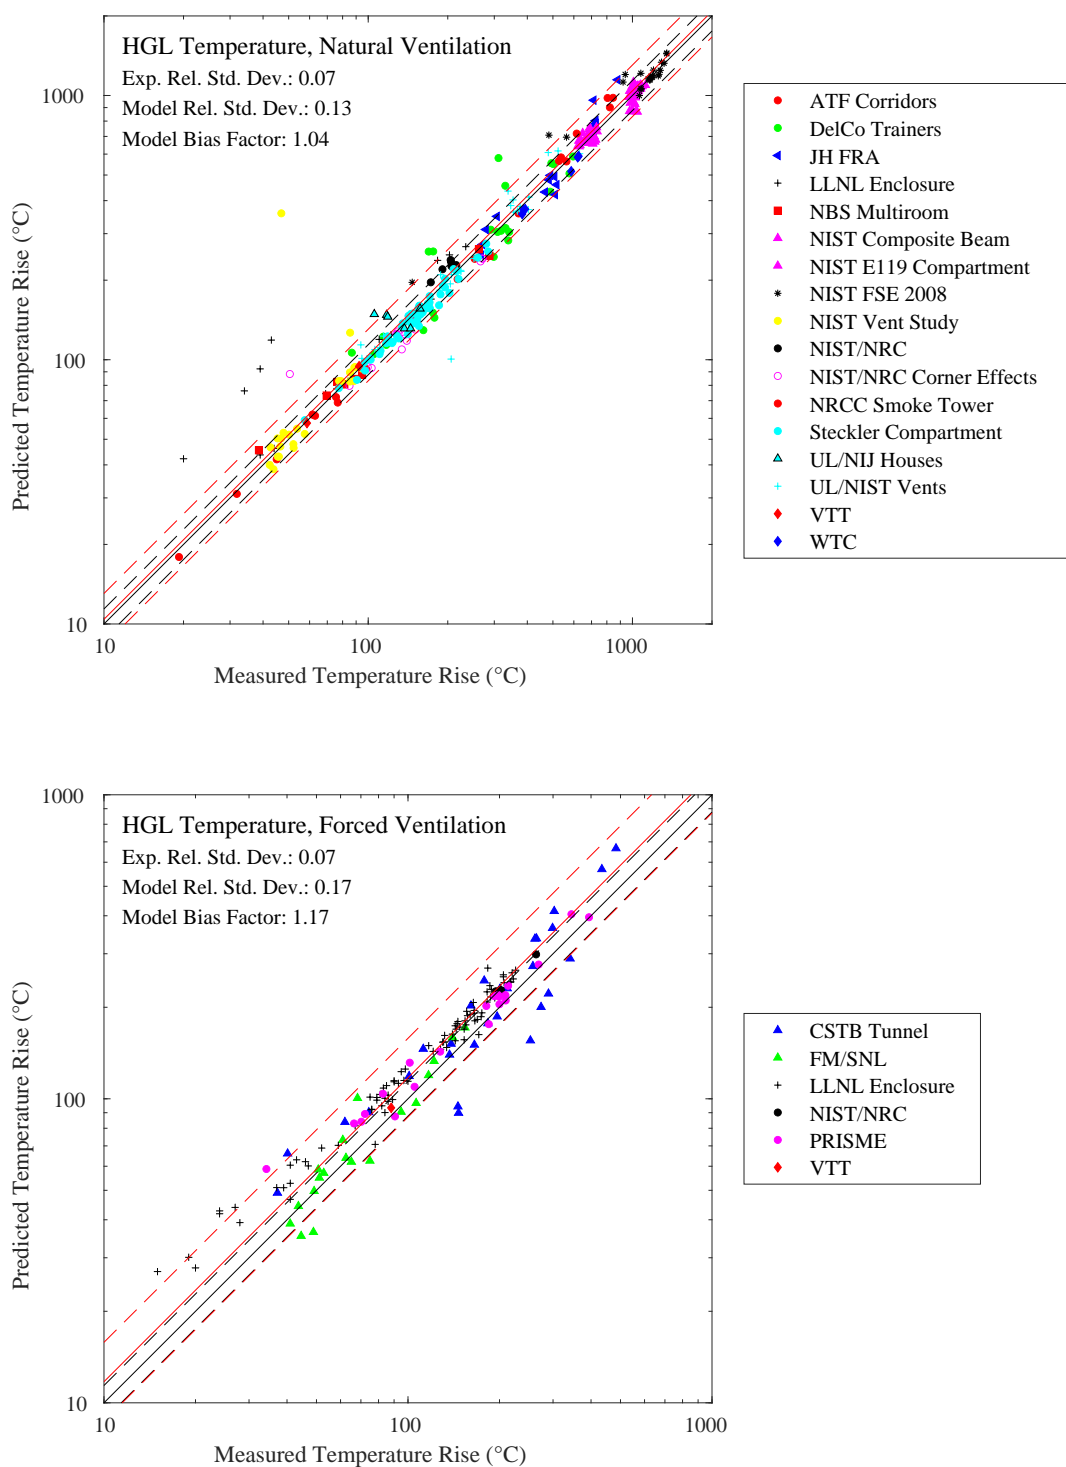 HGL Temperature, Natural Ventilation
Exp. Rel. Std. Dev.: 0.07
Model Rel. Std. Dev.: 0.13
Model Bias Factor: 1.04
1000
100
10
Predicted Temperature Rise (°C)
10 100 1000
Measured Temperature Rise (°C)
ATF Corridors
DelCo Trainers
JH FRA
LLNL Enclosure
NBS Multiroom
NIST Composite Beam
NIST E119 Compartment
NIST FSE 2008
NIST Vent Study
NIST/NRC
NIST/NRC Corner Effects
NRCC Smoke Tower
Steckler Compartment
UL/NIJ Houses
UL/NIST Vents
VTT
WTC
HGL Temperature, Forced Ventilation
Exp. Rel. Std. Dev.: 0.07
Model Rel. Std. Dev.: 0.17
Model Bias Factor: 1.17
1000
100
10
Predicted Temperature Rise (°C)
10 100 1000
Measured Temperature Rise (°C)
CSTB Tunnel
FM/SNL
LLNL Enclosure
NIST/NRC
PRISME
VTT